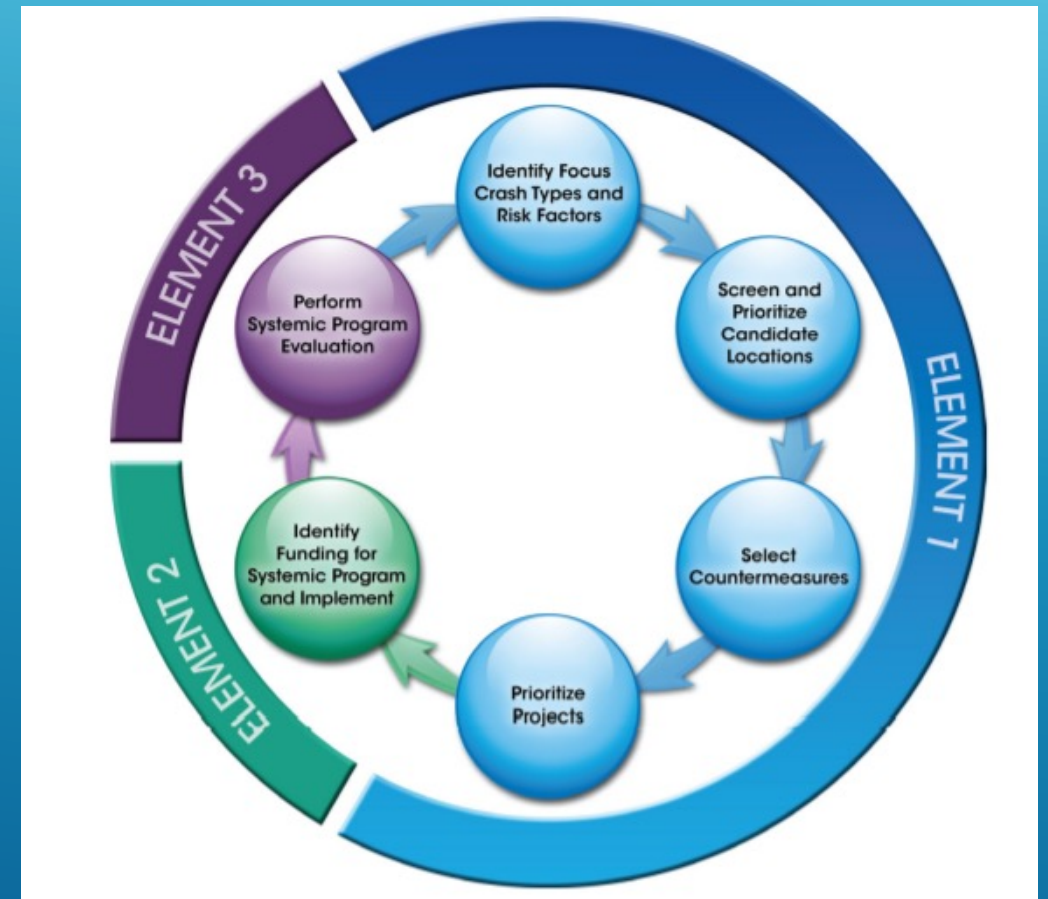 Identify Focus
Crash Types and
Risk Factors
Screen and
Prioritize
Candidate
Locations
Select
Countermeasures
Prioritize
Projects
Identify
Funding for
Systemic Program
and Implement
Perform
Systemic Program
Evaluation
ELEMENT 1
ELEMENT 2
ELEMENT 3